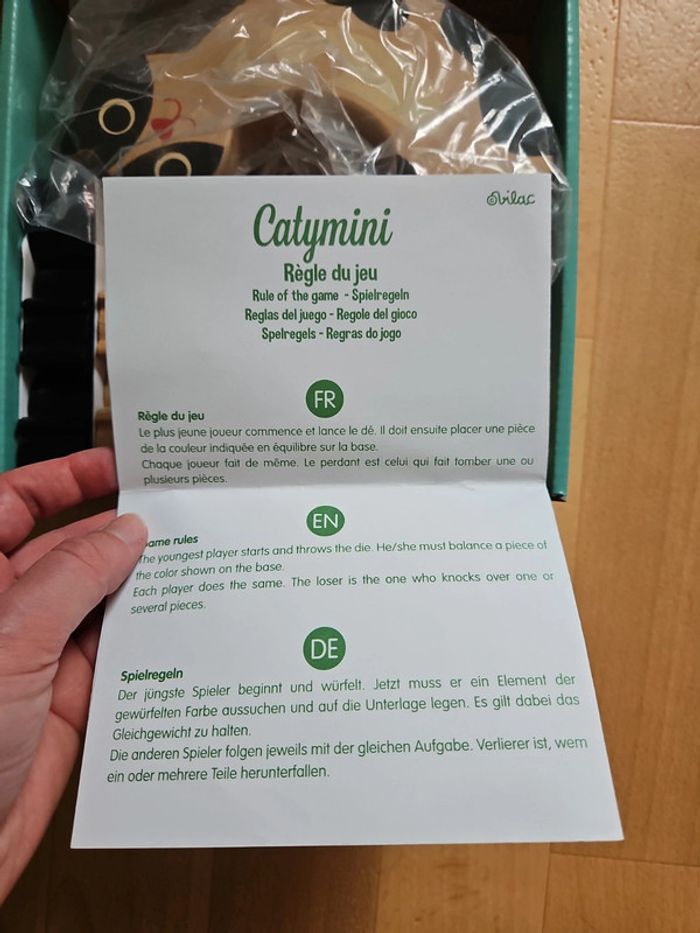 Vilac
Catymini
Règle du jeu
Rule of the game - Spielregeln
Reglas del juego - Regole del gioco
Spelregels - Regras do jogo
FR
Règle du jeu
Le plus jeune joueur commence et lance le dé. Il doit ensuite placer une pièce
de la couleur indiquée en équilibre sur la base.
Chaque joueur fait de même. Le perdant est celui qui fait tomber une ou
plusieurs pièces.
EN
ame rules
The youngest player starts and throws the die. He/she must balance a piece of
the color shown on the base.
Each player does the same. The loser is the one who knocks over one or
several pieces.
DE
Spielregeln
Der jüngste Spieler beginnt und würfelt. Jetzt muss er ein Element der
gewürfelten Farbe aussuchen und auf die Unterlage legen. Es gilt dabei das
Gleichgewicht zu halten.
Die anderen Spieler folgen jeweils mit der gleichen Aufgabe. Verlierer ist, wem
ein oder mehrere Teile herunterfallen.